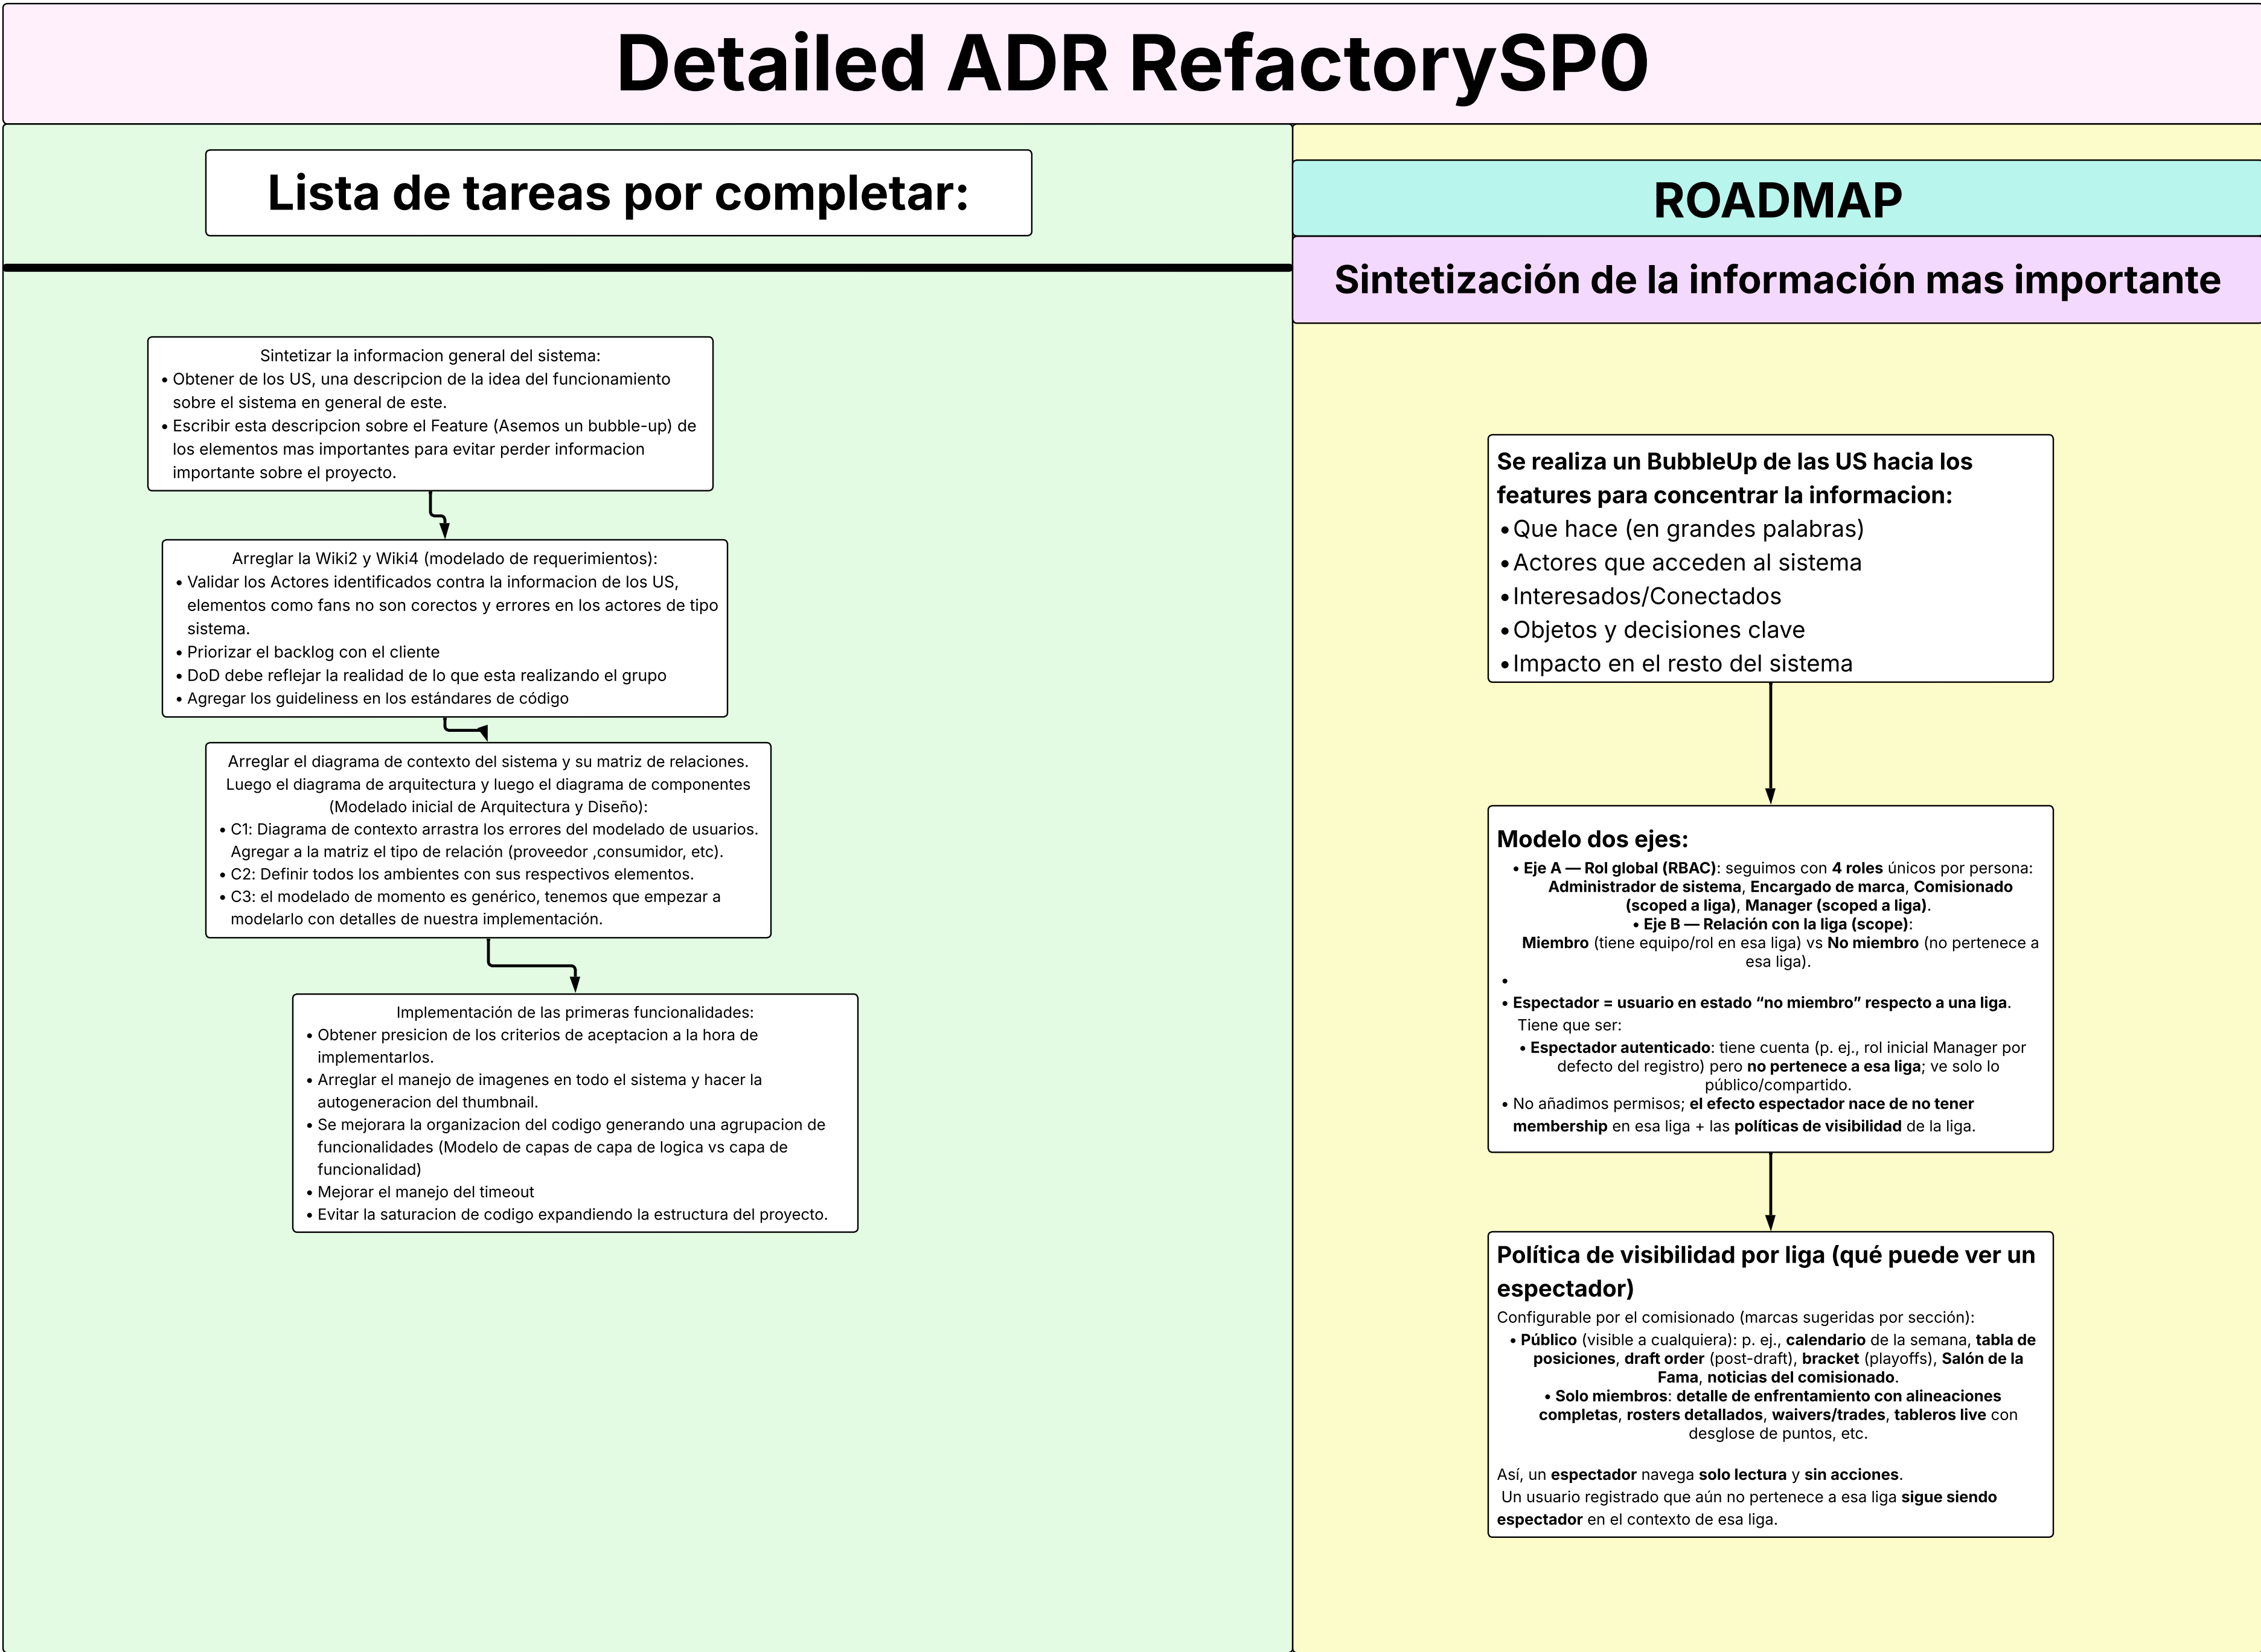 Detailed ADR RefactorySP0
Lista de tareas por completar:
Sintetizar la informacion general del sistema:
• Obtener de los US, una descripcion de la idea del funcionamiento
sobre el sistema en general de este.
• Escribir esta descripcion sobre el Feature (Asemos un bubble-up) de
los elementos mas importantes para evitar perder informacion
importante sobre el proyecto.
Arreglar la Wiki2 y Wiki4 (modelado de requerimientos):
• Validar los Actores identificados contra la informacion de los US,
elementos como fans no son corectos y errores en los actores de tipo
sistema.
• Priorizar el backlog con el cliente
• DoD debe reflejar la realidad de lo que esta realizando el grupo
• Agregar los guideliness en los estándares de código
Arreglar el diagrama de contexto del sistema y su matriz de relaciones.
Luego el diagrama de arquitectura y luego el diagrama de componentes
(Modelado inicial de Arquitectura y Diseño):
• C1: Diagrama de contexto arrastra los errores del modelado de usuarios.
Agregar a la matriz el tipo de relación (proveedor ,consumidor, etc).
• C2: Definir todos los ambientes con sus respectivos elementos.
• C3: el modelado de momento es genérico, tenemos que empezar a
modelarlo con detalles de nuestra implementación.
Implementación de las primeras funcionalidades:
• Obtener presicion de los criterios de aceptacion a la hora de
implementarlos.
• Arreglar el manejo de imagenes en todo el sistema y hacer la
autogeneracion del thumbnail.
• Se mejorara la organizacion del codigo generando una agrupacion de
funcionalidades (Modelo de capas de capa de logica vs capa de
funcionalidad)
• Mejorar el manejo del timeout
• Evitar la saturacion de codigo expandiendo la estructura del proyecto.
ROADMAP
Sintetización de la información mas importante
Se realiza un BubbleUp de las US hacia los
features para concentrar la informacion:
• Que hace (en grandes palabras)
• Actores que acceden al sistema
• Interesados/Conectados
• Objetos y decisiones clave
• Impacto en el resto del sistema
Modelo dos ejes:
• Eje A — Rol global (RBAC): seguimos con 4 roles únicos por persona:
Administrador de sistema, Encargado de marca, Comisionado
(scoped a liga), Manager (scoped a liga).
• Eje B — Relación con la liga (scope):
Miembro (tiene equipo/rol en esa liga) vs No miembro (no pertenece a
esa liga).
•
• Espectador = usuario en estado “no miembro” respecto a una liga.
Tiene que ser:
• Espectador autenticado: tiene cuenta (p. ej., rol inicial Manager por
defecto del registro) pero no pertenece a esa liga; ve solo lo
público/compartido.
• No añadimos permisos; el efecto espectador nace de no tener
membership en esa liga + las políticas de visibilidad de la liga.
Política de visibilidad por liga (qué puede ver un
espectador)
Configurable por el comisionado (marcas sugeridas por sección):
• Público (visible a cualquiera): p. ej., calendario de la semana, tabla de
posiciones, draft order (post-draft), bracket (playoffs), Salón de la
Fama, noticias del comisionado.
• Solo miembros: detalle de enfrentamiento con alineaciones
completas, rosters detallados, waivers/trades, tableros live con
desglose de puntos, etc.
Así, un espectador navega solo lectura y sin acciones.
Un usuario registrado que aún no pertenece a esa liga sigue siendo
espectador en el contexto de esa liga.